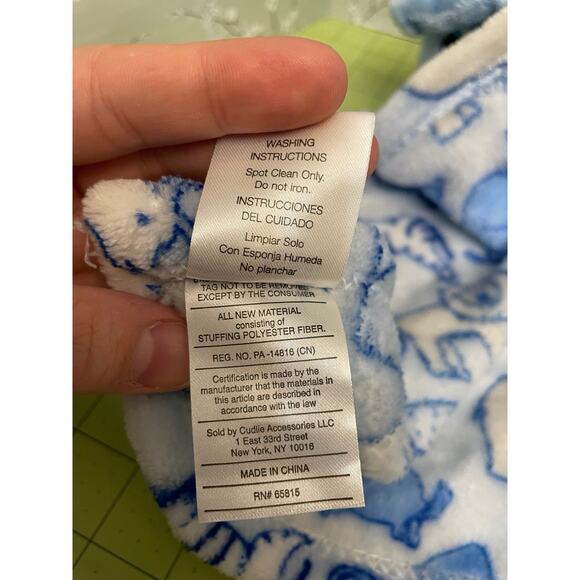 WASHING
INSTRUCTIONS
Spot Clean Only.
Do not iron.
INSTRUCCIONES
DEL CUIDADO
Limpiar Solo
Con Esponja Humeda
No planchar
TAG NOT TO BE REMOVED
EXCEPT BY THE CONSUMER
ALL NEW MATERIAL
consisting of
STUFFING POLYESTER FIBER.
REG. NO. PA -14816 (CN)
Certification is made by the
manufacturer that the materials in
this article are described in
accordance with the law
Sold by Cudlie Accessories LLC
1 East 33rd Street
New York, NY 10016
MADE IN CHINA
RN# 65815